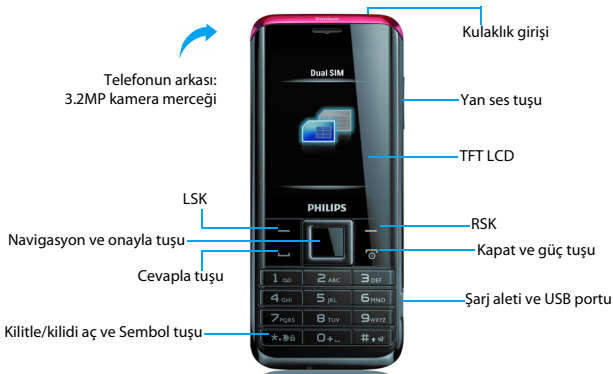 Xenium
Kulaklık girişi
Telefonun arkası:
3.2MP kamera merceği
Dual SIM
Yan ses tuşu
TFT LCD
LSK
PHILIPS
RSK
Navigasyon ve onayla tuşu
Kapat ve güç tuşu
Cevapla tuşu
1
2 ABC
3 DEF
4 GHI
5 JKL
6 MNO
Şarj aleti ve USB portu
7 PQRS
8 TUV
9 WXYZ
Kilitle/kilidi aç ve Sembol tuşu
*
0 +
#